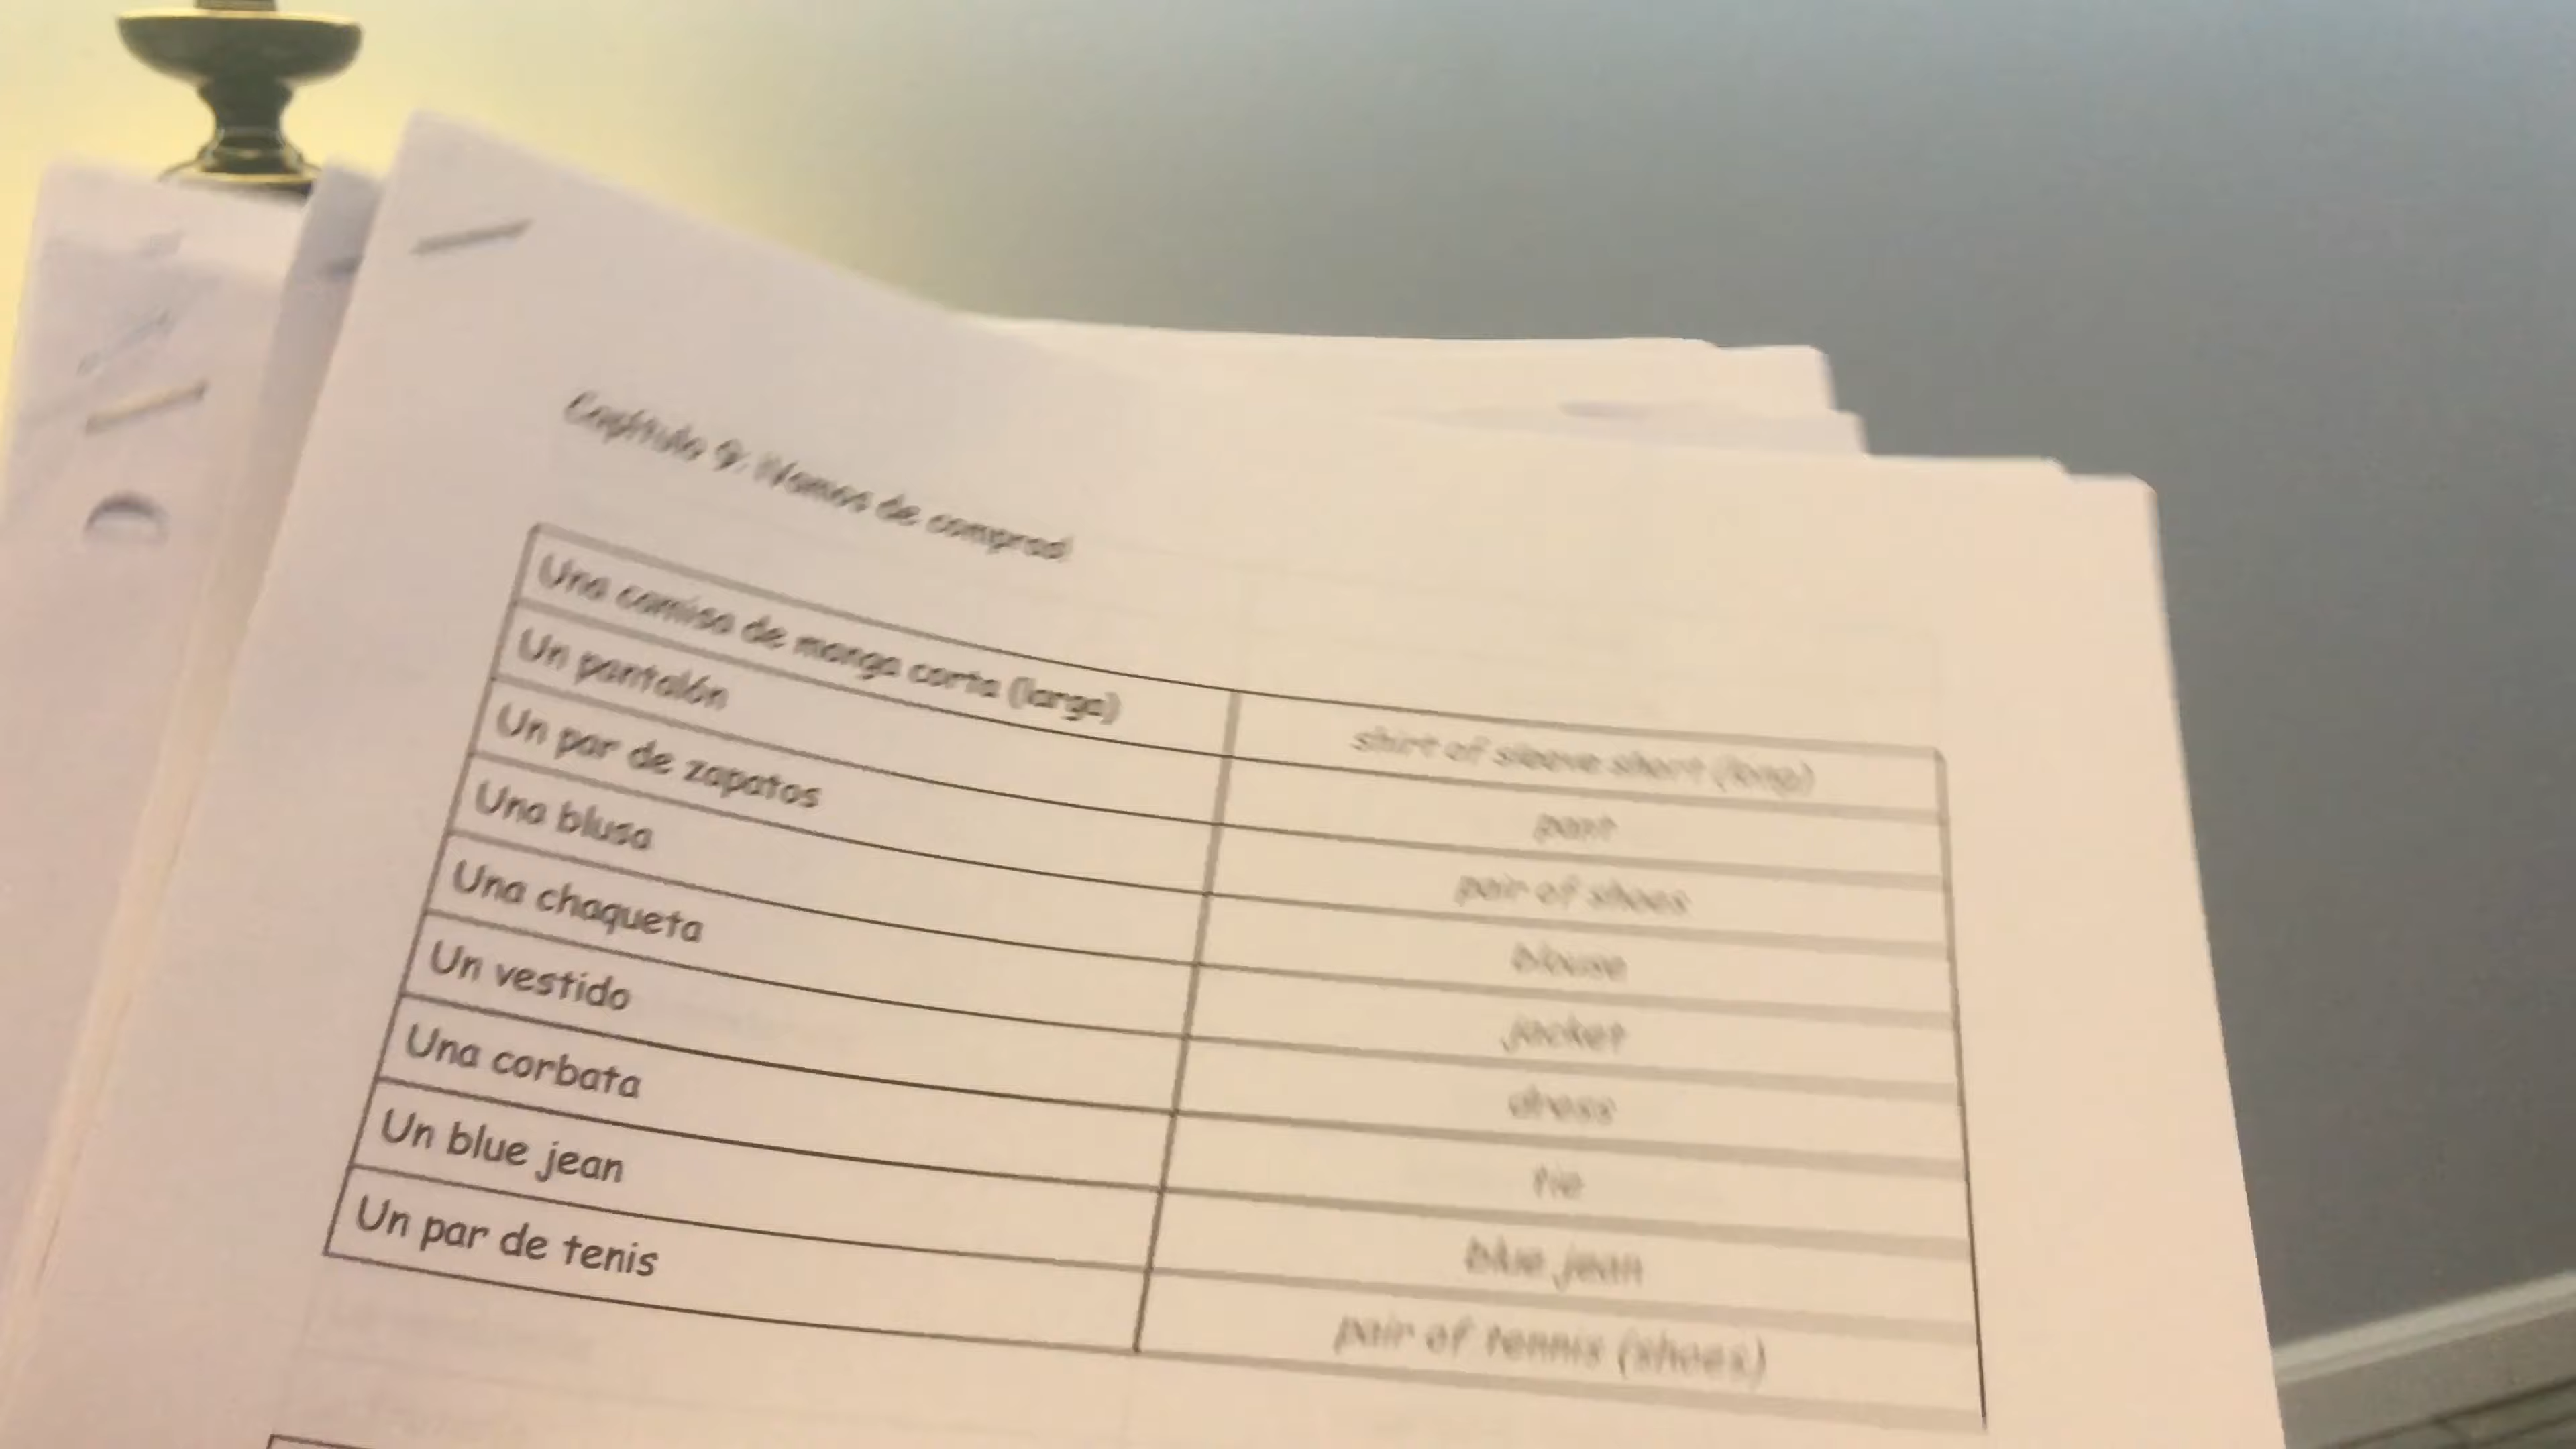 Capítulo 9: ¡Vamos de compras!
Una camisa de manga corta (larga)
shirt of sleeve short (long)
Un pantalón
pant
Un par de zapatos
pair of shoes
Una blusa
blouse
Una chaqueta
jacket
Un vestido
dress
Una corbata
tie
Un blue jean
blue jean
Un par de tenis
pair of tennis (shoes)